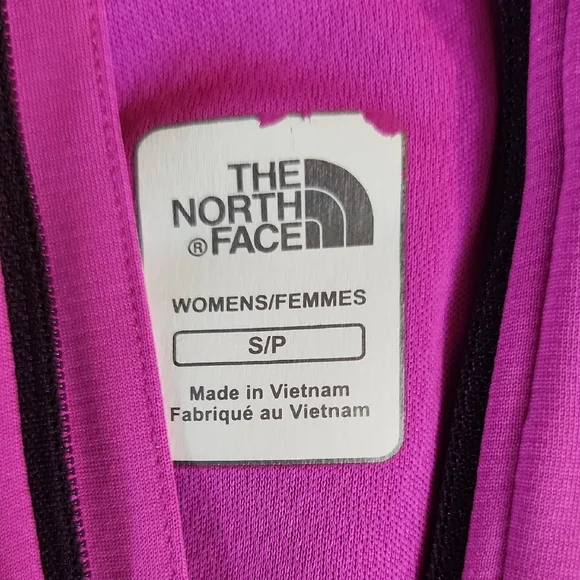 THE
NORTH
® FACE
WOMENS/FEMMES
S/P
Made in Vietnam
Fabriqué au Vietnam